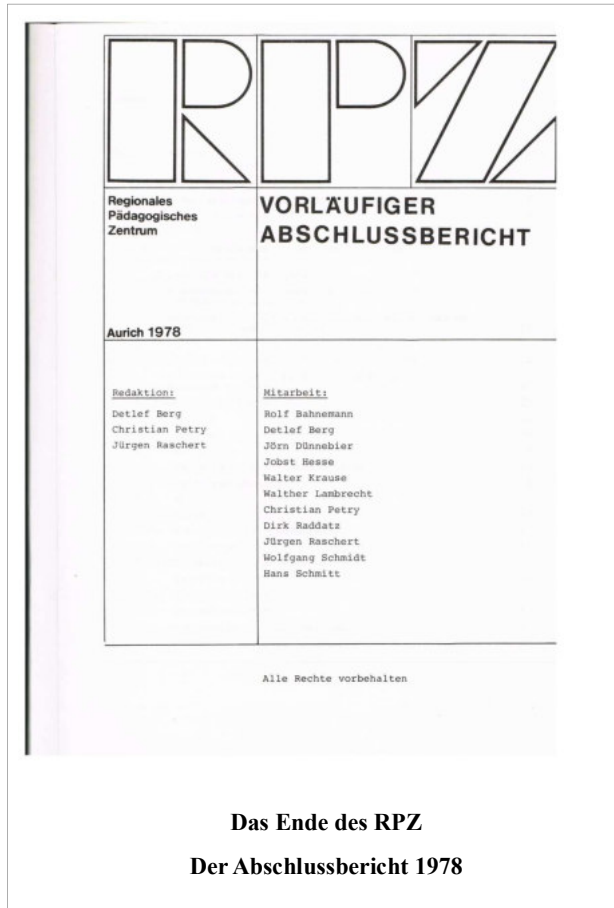 RPZ
Regionales
Pädagogisches
Zentrum
VORLÄUFIGER
ABSCHLUSSBERICHT
Aurich 1978
Redaktion:
Detlef Berg
Christian Petry
Jürgen Raschert
Mitarbeit:
Rolf Bahnemann
Detlef Berg
Jörn Dünnebier
Jobst Hesse
Walter Krause
Walther Lambrecht
Christian Petry
Dirk Raddatz
Jürgen Raschert
Wolfgang Schmidt
Hans Schmitt
Alle Rechte vorbehalten
Das Ende des RPZ
Der Abschlussbericht 1978